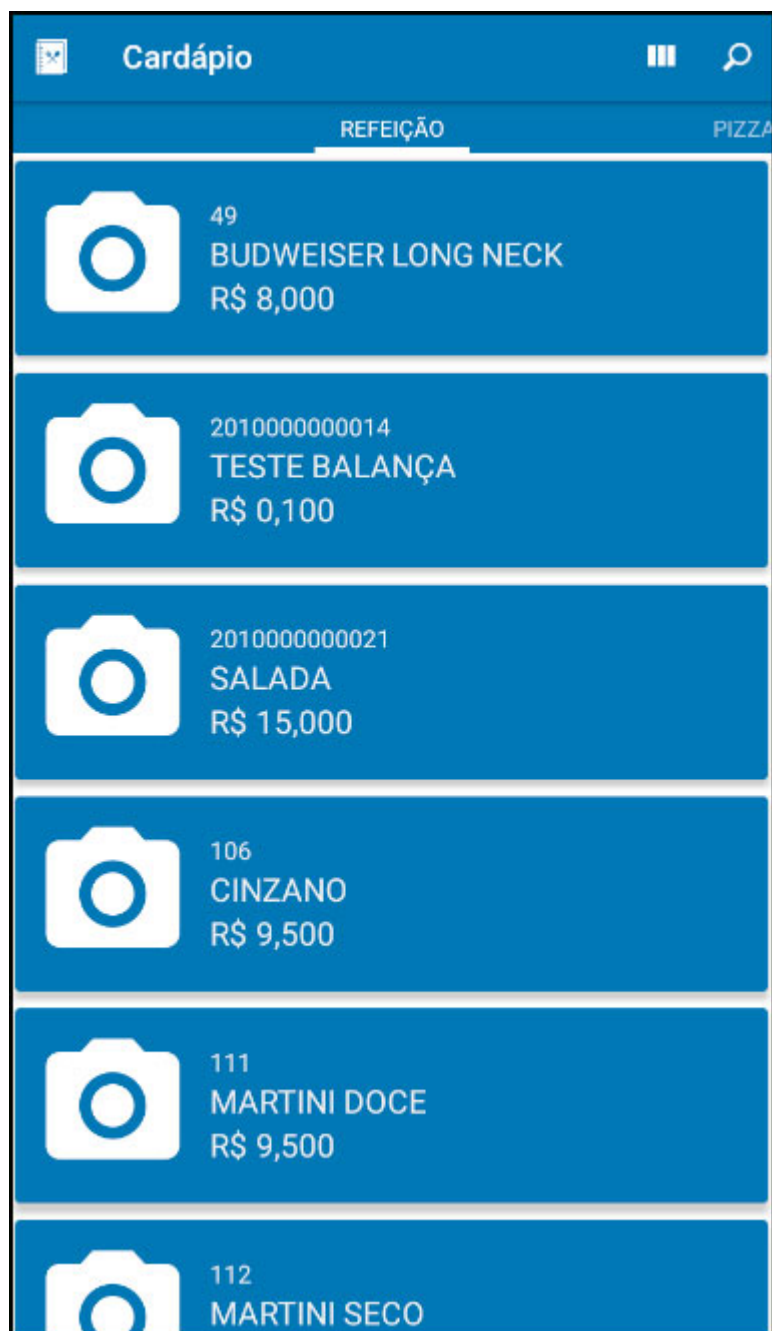 Cardápio
REFEIÇÃO
PIZZA
49
BUDWEISER LONG NECK
R$ 8,000
2010000000014
TESTE BALANÇA
R$ 0,100
2010000000021
SALADA
R$ 15,000
106
CINZANO
R$ 9,500
111
MARTINI DOCE
R$ 9,500
112
MARTINI SECO